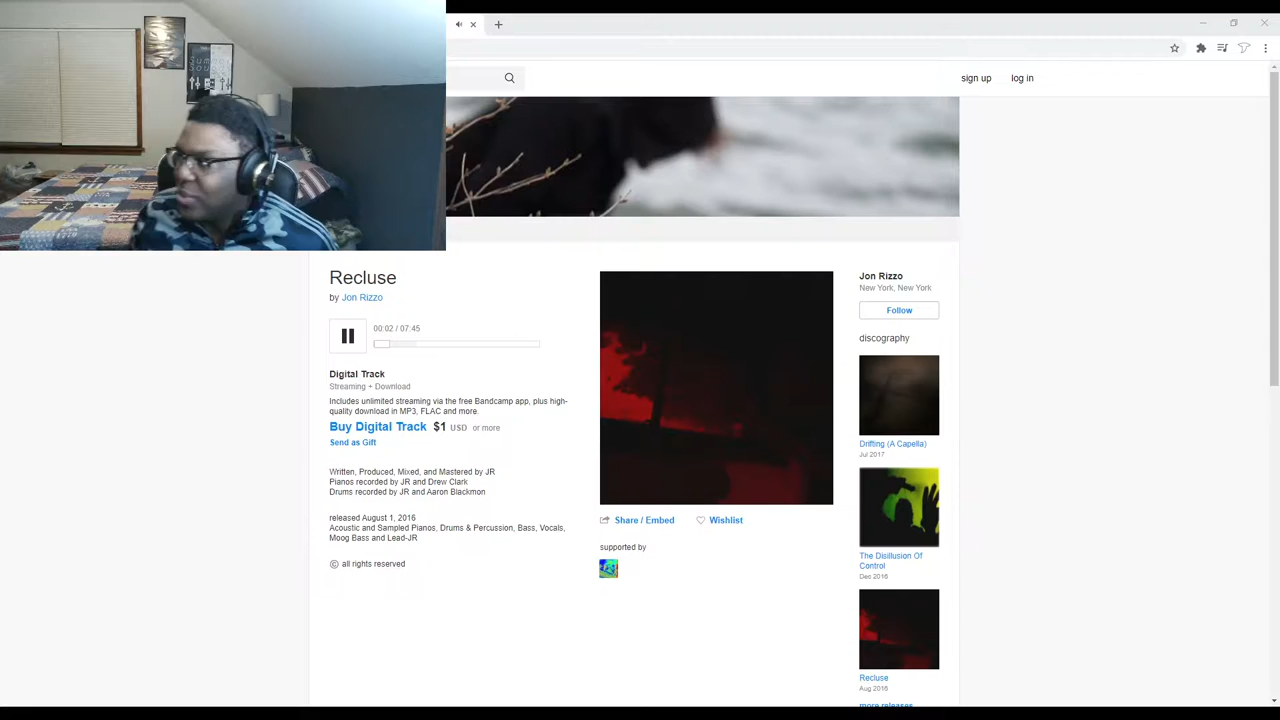 sign up
log in
Recluse
by Jon Rizzo
00:02 / 07:45
Digital Track
Streaming + Download
Includes unlimited streaming via the free Bandcamp app, plus high-
quality download in MP3, FLAC and more.
Buy Digital Track $1 USD or more
Send as Gift
Written, Produced, Mixed, and Mastered by JR
Pianos recorded by JR and Drew Clark
Drums recorded by JR and Aaron Blackmon
released August 1, 2016
Acoustic and Sampled Pianos, Drums & Percussion, Bass, Vocals,
Moog Bass and Lead-JR
© all rights reserved
Share / Embed
Wishlist
supported by
Jon Rizzo
New York, New York
Follow
discography
Drifting (A Capella)
Jul 2017
The Disillusion Of
Control
Dec 2016
Recluse
Aug 2016
more releases